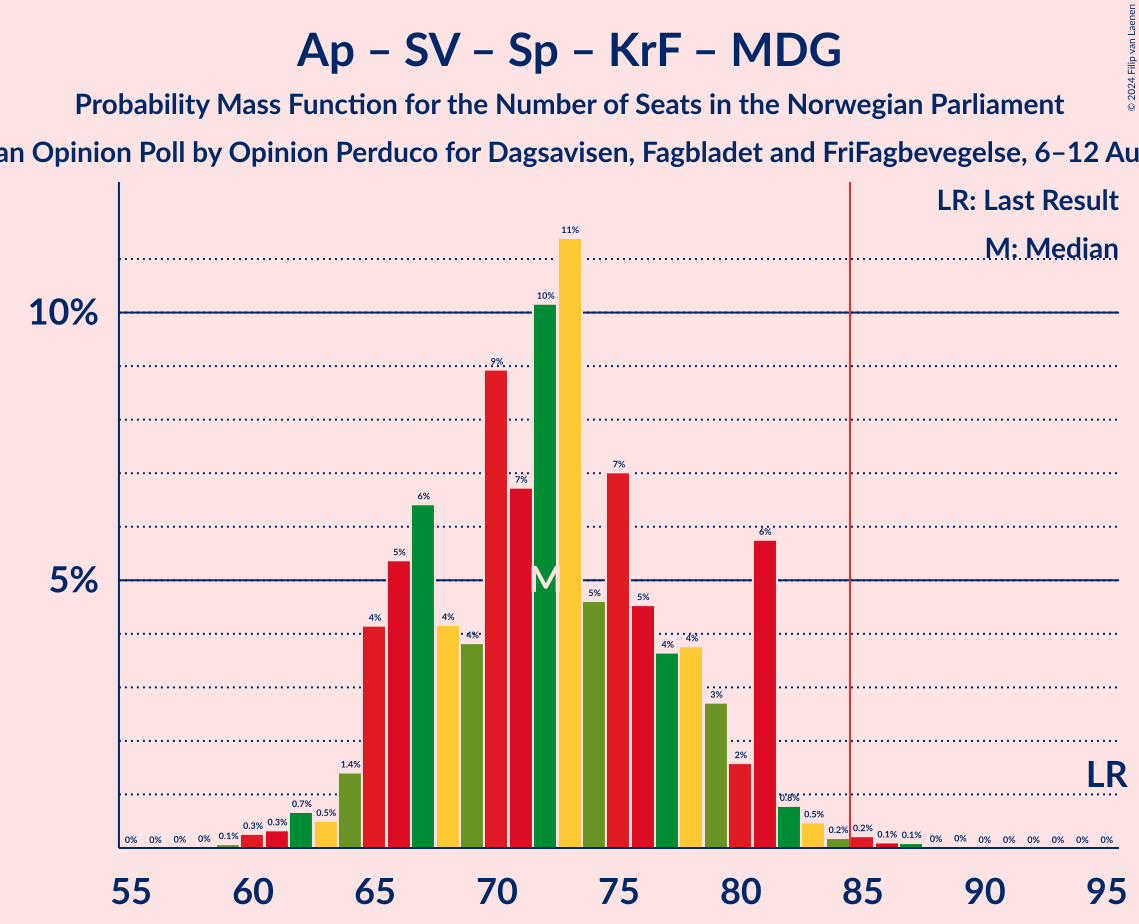 Ap – SV – Sp – KrF – MDG
Probability Mass Function for the Number of Seats in the Norwegian Parliament
an Opinion Poll by Opinion Perduco for Dagsavisen, Fagbladet and FriFagbevegelse, 6–12 Au
© 2024 Filip van Laenen
LR: Last Result
M: Median
10%
5%
0% 0% 0% 0% 0.1% 0.3% 0.3% 0.7% 0.5% 1.4% 4% 5% 6% 4% 4% 9% 7% 10% 11% 5% 7% 5% 4% 4% 3% 2% 6% 0.8% 0.5% 0.2% 0.2% 0.1% 0.1% 0% 0% 0% 0% 0% 0% 0% 0%
M
LR
55 60 65 70 75 80 85 90 95